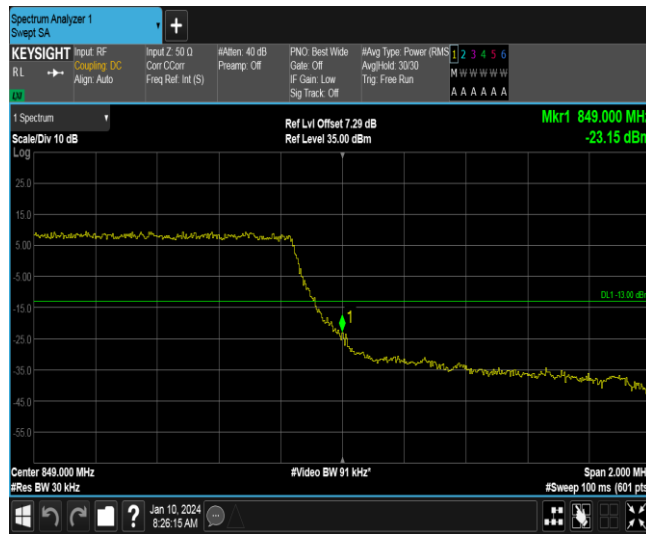 Spectrum Analyzer 1
Swept SA
+
KEYSIGHT
RL
Input: RF
Coupling: DC
Align: Auto
Input Z: 50 Ω
Corr CCorr
Freq Ref: Int (S)
#Atten: 40 dB
Preamp: Off
PNO: Best Wide
Gate: Off
IF Gain: Low
Sig Track: Off
#Avg Type: Power (RMS
Avg|Hold: 30/30
Trig: Free Run
1 2 3 4 5 6
M W W W W W
A A A A A A
1 Spectrum
Scale/Div 10 dB
Ref Lvl Offset 7.29 dB
Ref Level 35.00 dBm
Mkr1 849.000 MHz
-23.15 dBm
Log
25.0
15.0
5.00
-5.00
-15.0
-25.0
-35.0
-45.0
-55.0
DL1 -13.00 dBm
1
Center 849.000 MHz
#Res BW 30 kHz
#Video BW 91 kHz*
Span 2.000 MH
#Sweep 100 ms (601 pts
?
Jan 10, 2024
8:26:15 AM